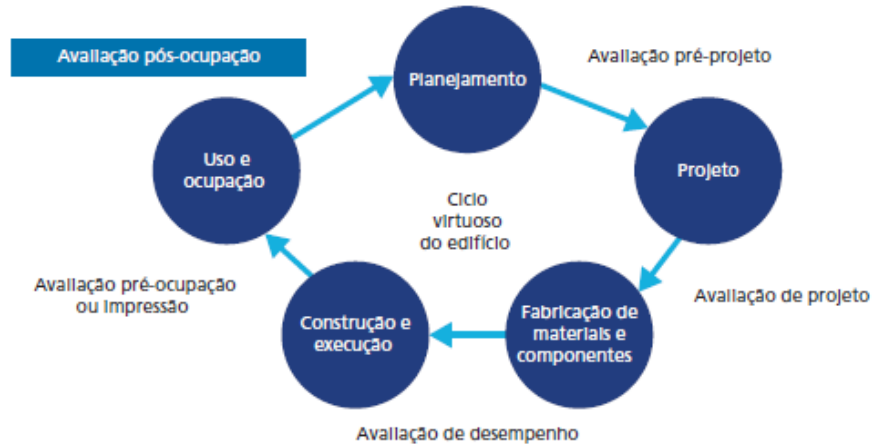 Avaliação pós-ocupação
Planejamento
Avaliação pré-projeto
Uso e
ocupação
Projeto
Ciclo
virtuoso
do edifício
Avaliação pré-ocupação
ou impressão
Construção e
execução
Fabricação de
materiais e
componentes
Avaliação de projeto
Avaliação de desempenho